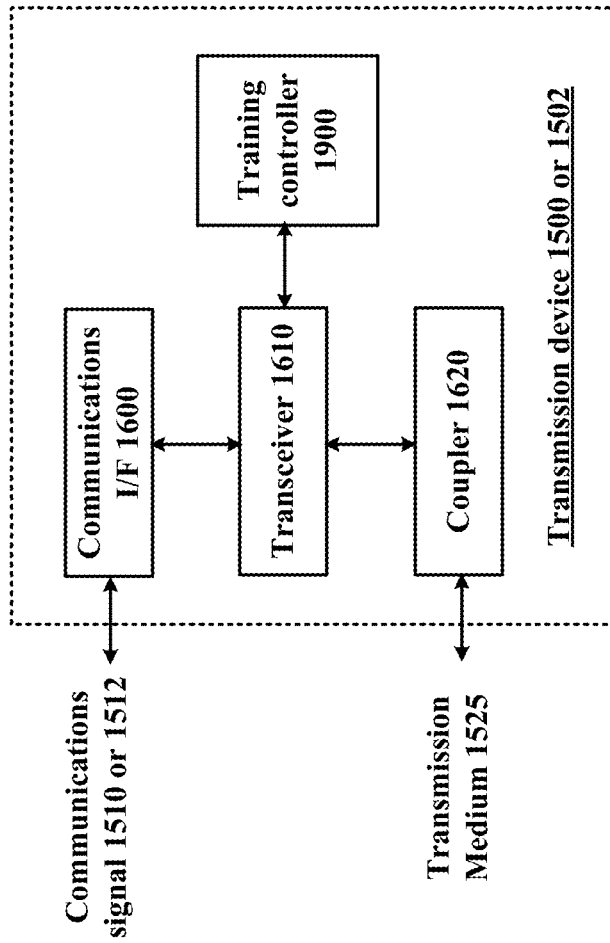 Communications
signal 1510 or 1512
Transmission
Medium 1525
Communications
I/F 1600
Transceiver 1610
Coupler 1620
Training
controller
1900
Transmission device 1500 or 1502